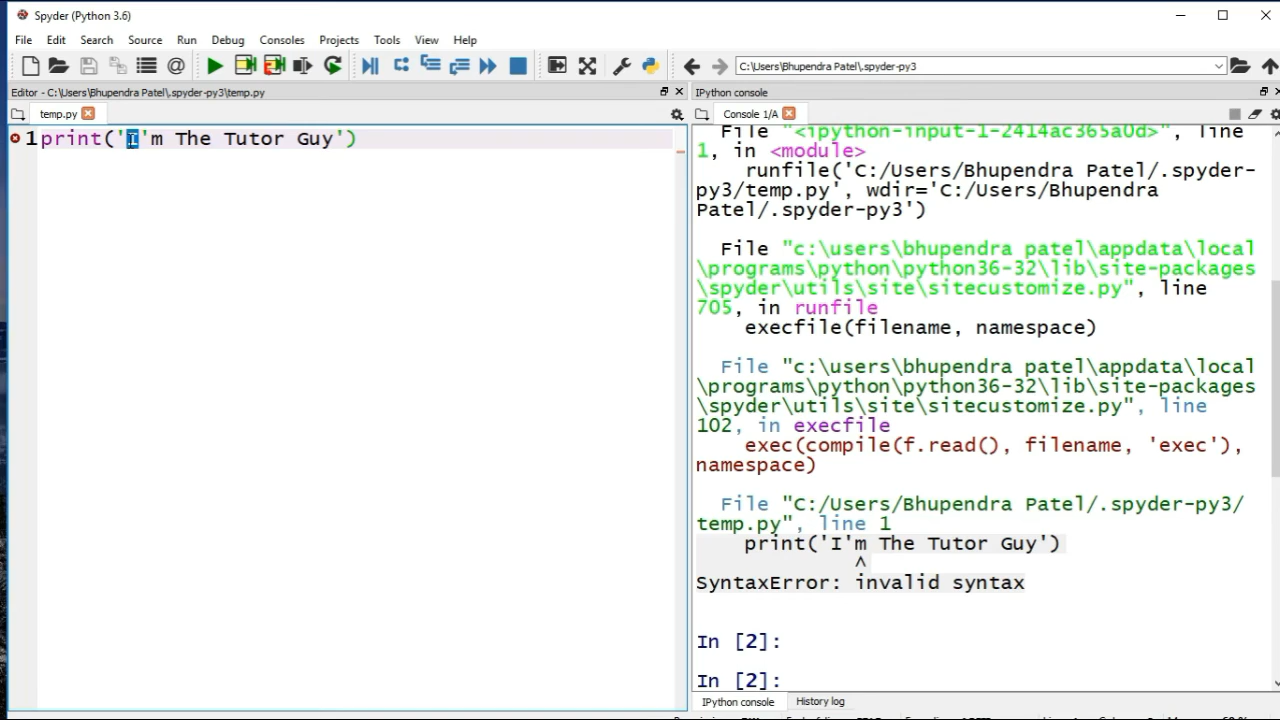 Spyder (Python 3.6)
File Edit Search Source Run Debug Consoles Projects Tools View Help
C:\Users\Bhupendra Patel\.spyder-py3
Editor - C:\Users\Bhupendra Patel\.spyder-py3\temp.py
temp.py
1 print('I'm The Tutor Guy')
IPython console
Console 1/A
File "<ipython-input-1-2414ac365a0d>", line
1, in <module>
runfile('C:/Users/Bhupendra Patel/.spyder-
py3/temp.py', wdir='C:/Users/Bhupendra
Patel/.spyder-py3')
File "c:\users\bhupendra patel\appdata\local
\programs\python\python36-32\lib\site-packages
\spyder\utils\site\sitecustomize.py", line
705, in runfile
execfile(filename, namespace)
File "c:\users\bhupendra patel\appdata\local
\programs\python\python36-32\lib\site-packages
\spyder\utils\site\sitecustomize.py", line
102, in execfile
exec(compile(f.read(), filename, 'exec'),
namespace)
File "C:/Users/Bhupendra Patel/.spyder-py3/
temp.py", line 1
print('I'm The Tutor Guy')
^
SyntaxError: invalid syntax
In [2]:
In [2]:
IPython console History log